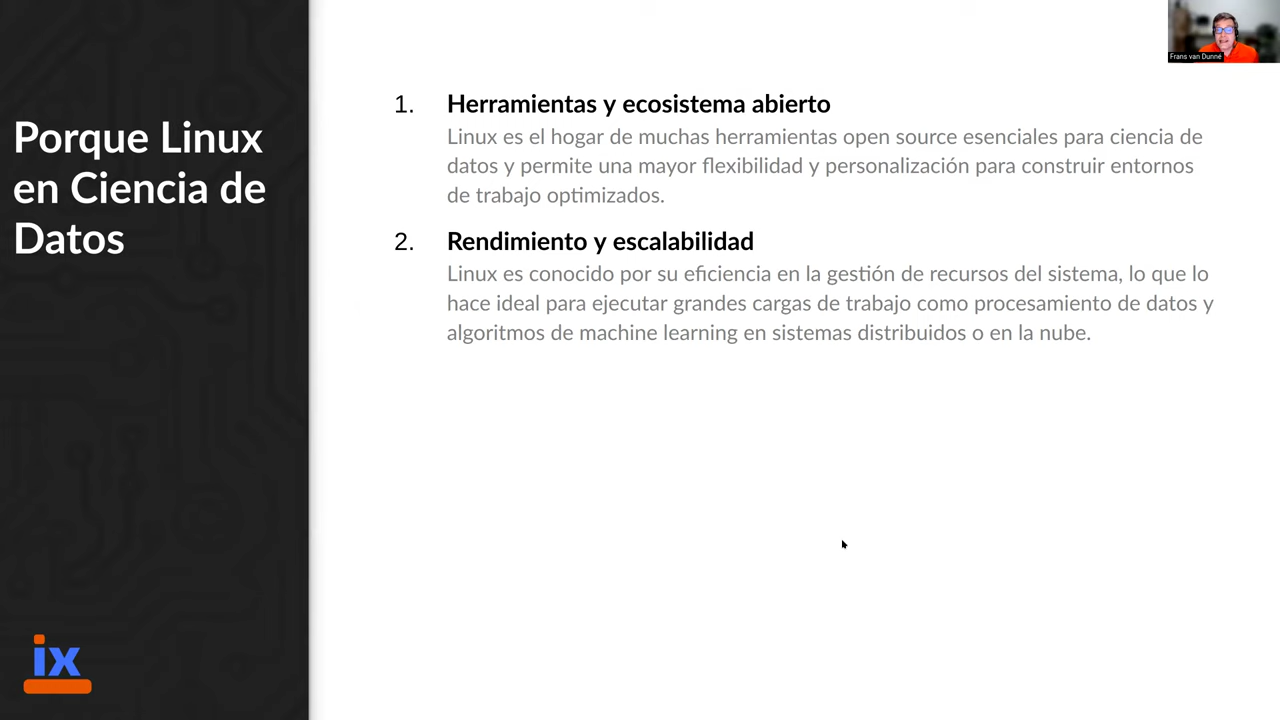 Frans van Dunné
Porque Linux
en Ciencia de
Datos
1. Herramientas y ecosistema abierto
Linux es el hogar de muchas herramientas open source esenciales para ciencia de
datos y permite una mayor flexibilidad y personalización para construir entornos
de trabajo optimizados.
2. Rendimiento y escalabilidad
Linux es conocido por su eficiencia en la gestión de recursos del sistema, lo que lo
hace ideal para ejecutar grandes cargas de trabajo como procesamiento de datos y
algoritmos de machine learning en sistemas distribuidos o en la nube.
ix